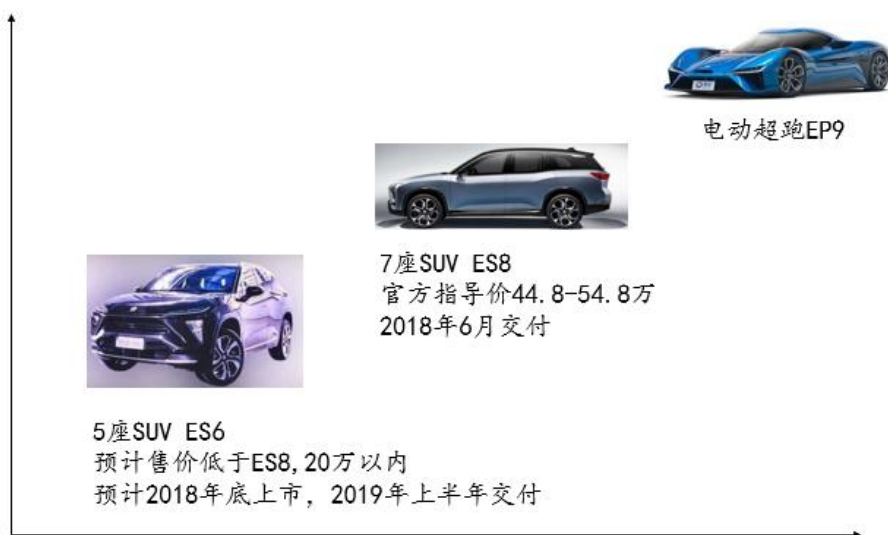 电动超跑EP9
7座SUV ES8
官方指导价44.8-54.8万
2018年6月交付
5座SUV ES6
预计售价低于ES8,20万以内
预计2018年底上市，2019年上半年交付